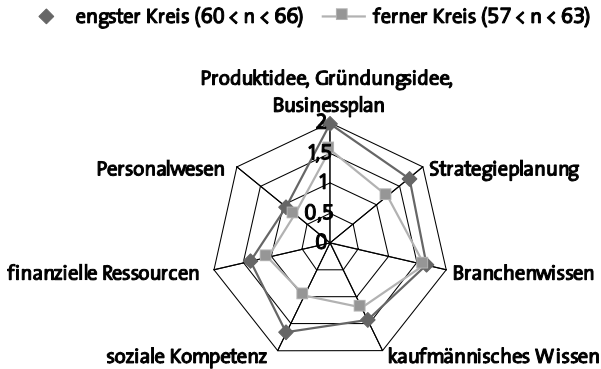 engster Kreis (60 < n < 66) ferner Kreis (57 < n < 63)
Produktidee, Gründungsidee,
Businessplan
2
1,5
1
0,5
0
Personalwesen
Strategieplanung
finanzielle Ressourcen
Branchenwissen
soziale Kompetenz
kaufmännisches Wissen